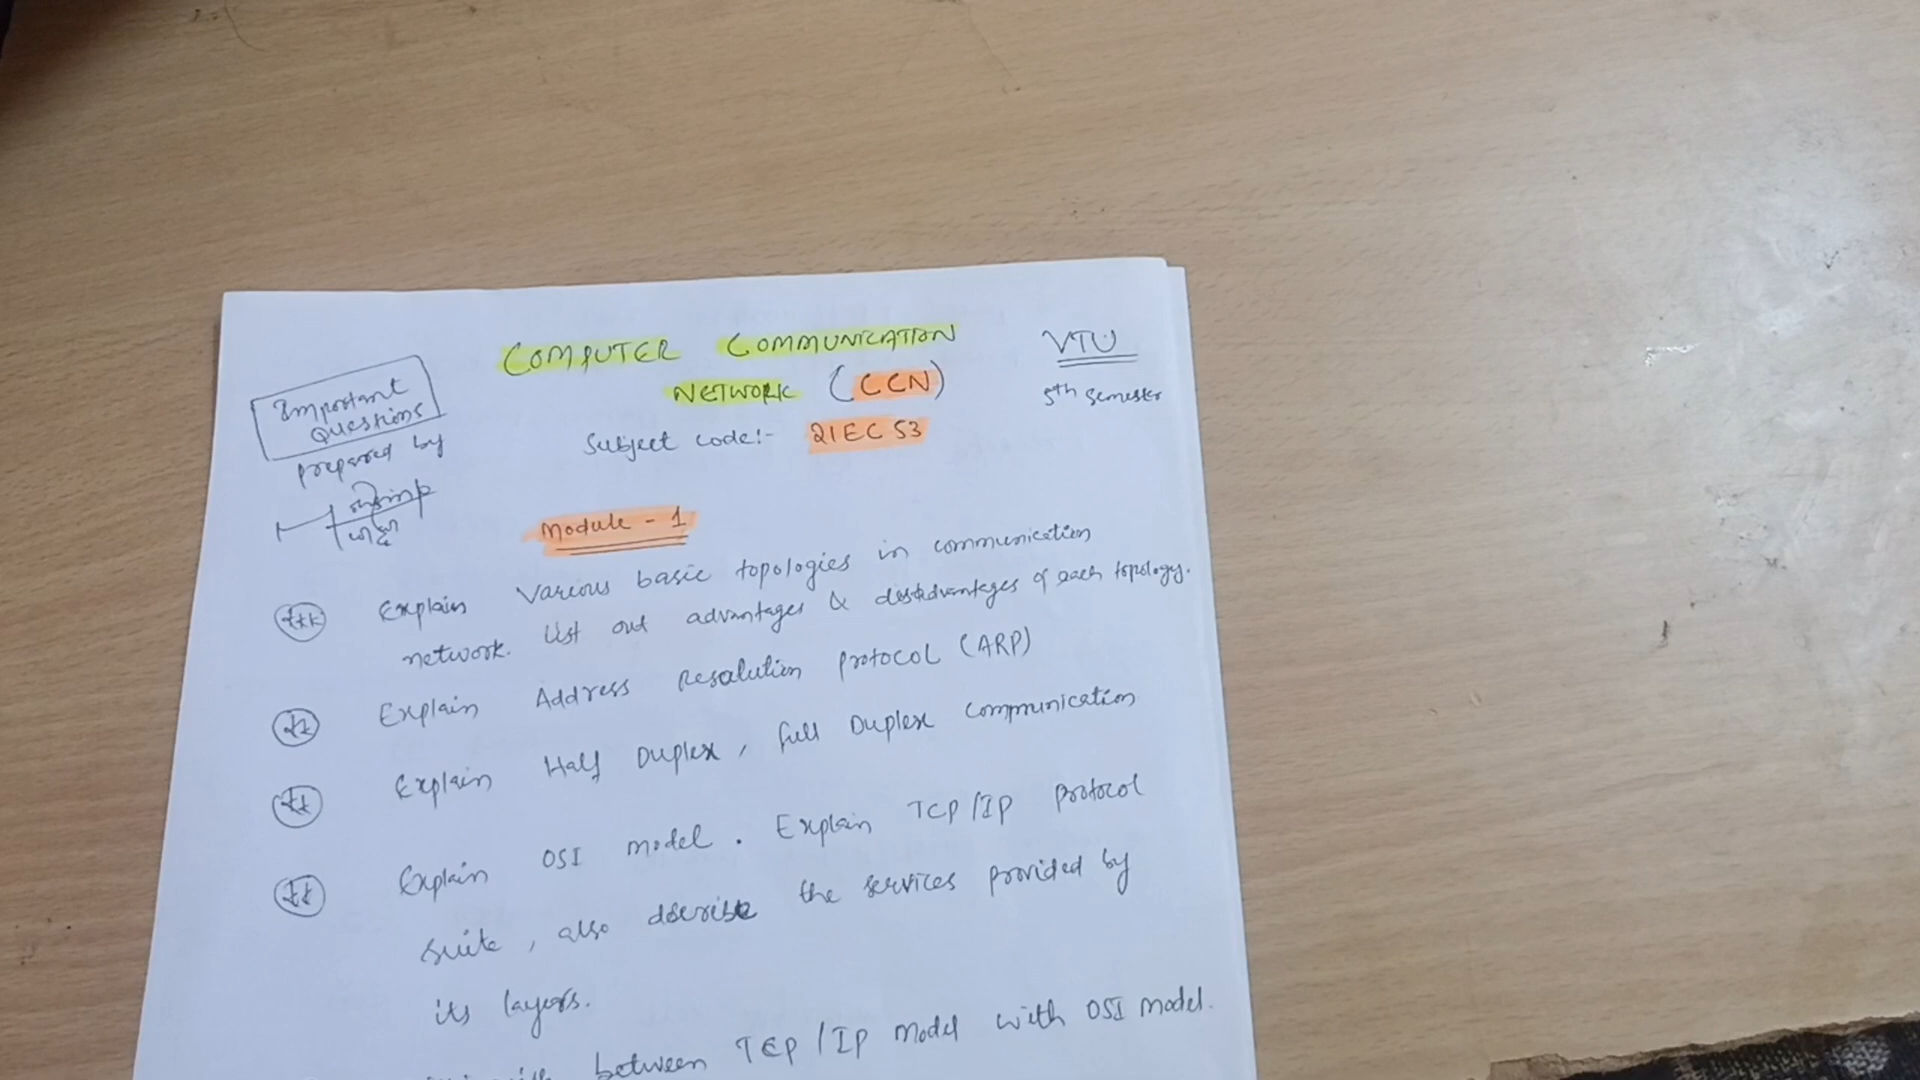 COMPUTER COMMUNICATION
NETWORK (CCN)
VTU
5th semester
Subject code:- 21EC53
Important
Questions
prepared by
Module - 1
Explain Various basic topologies in communication
network. List out advantages & disadvantages of each topology.
Explain Address Resolution protocol (ARP)
Explain Half Duplex, full Duplex communication
Explain OSI model. Explain TCP/IP protocol
suite, also describe the services provided by
its layers.
between TCP/IP model with OSI model.